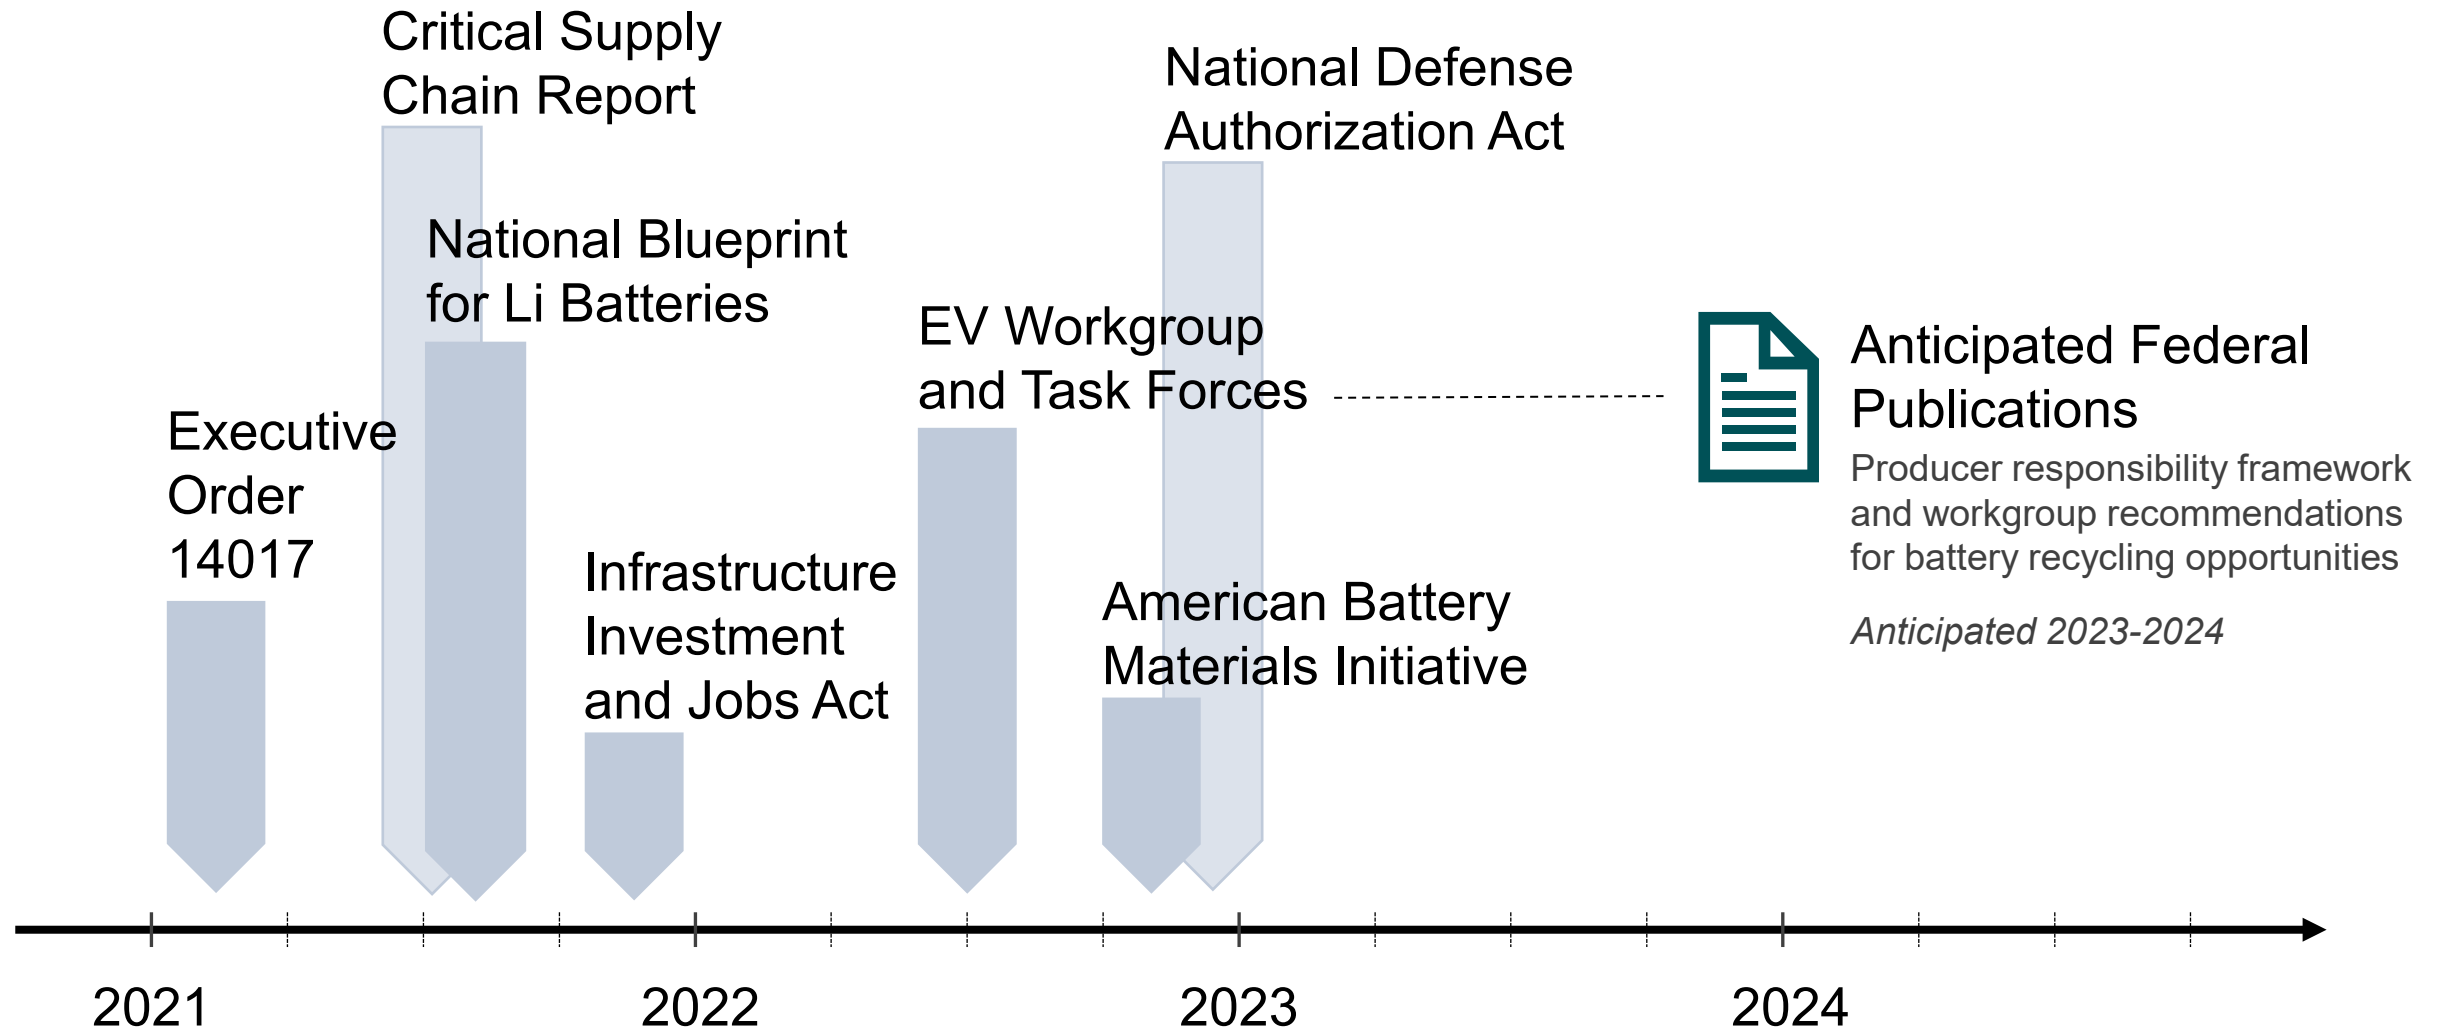 Critical Supply
Chain Report
National Defense
Authorization Act
National Blueprint
for Li Batteries
EV Workgroup
and Task Forces
Anticipated Federal
Publications
Producer responsibility framework
and workgroup recommendations
for battery recycling opportunities
Anticipated 2023-2024
Executive
Order
14017
Infrastructure
Investment
and Jobs Act
American Battery
Materials Initiative
2021
2022
2023
2024